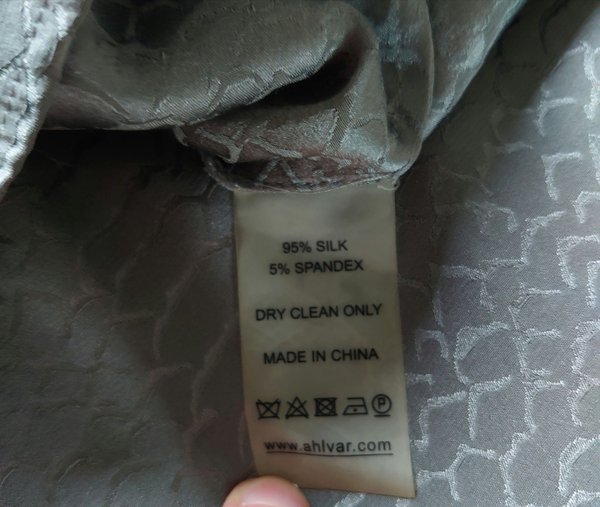 95% SILK
5% SPANDEX
DRY CLEAN ONLY
MADE IN CHINA
P
www.ahlvar.com